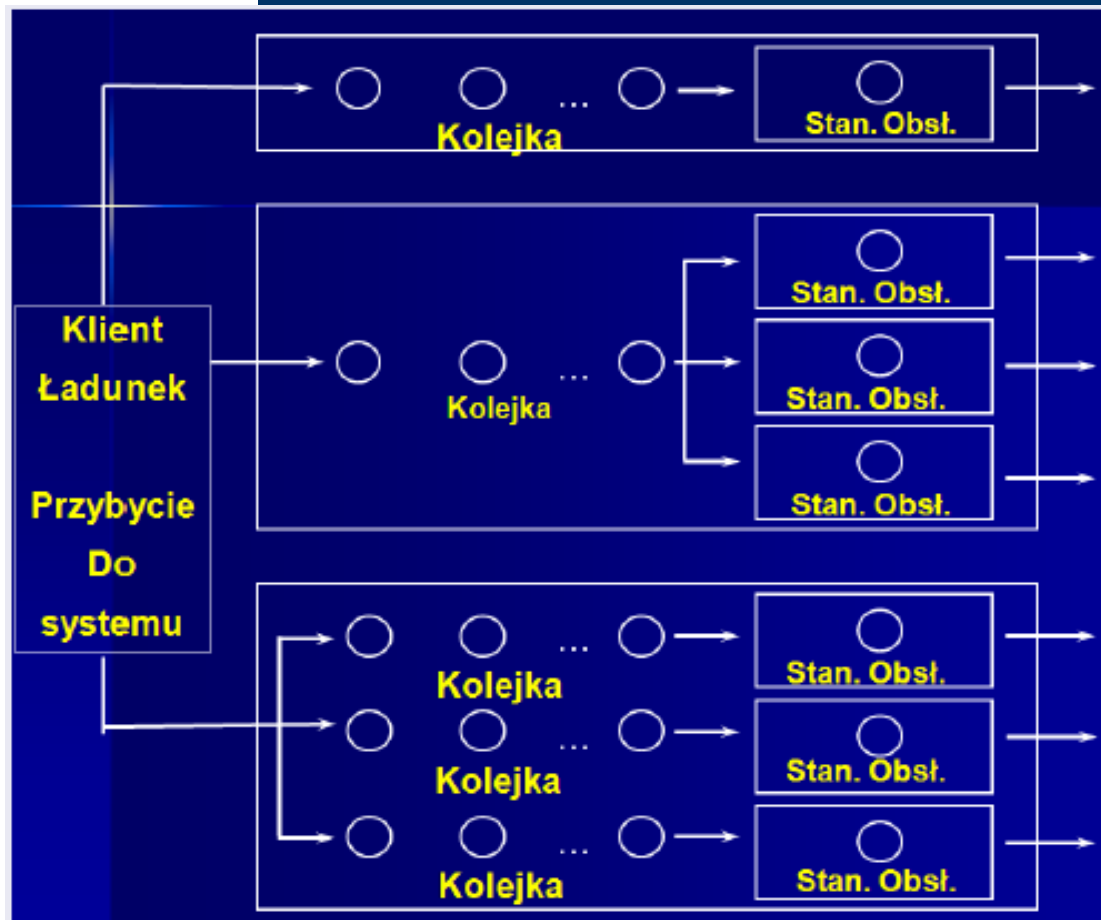 ...
Kolejka
Stan. Obsł.
Klient
Ładunek
Przybycie
Do
systemu
...
Kolejka
Stan. Obsł.
Stan. Obsł.
Stan. Obsł.
...
Kolejka
Stan. Obsł.
...
Kolejka
Stan. Obsł.
...
Kolejka
Stan. Obsł.